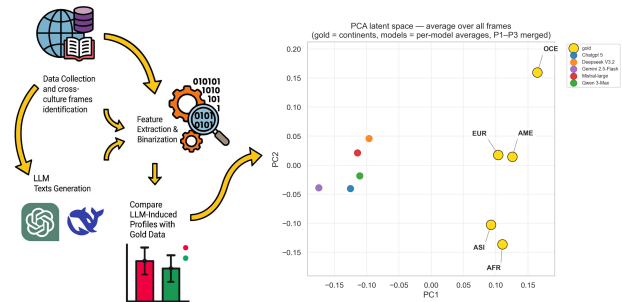 Data Collection
and cross-
culture frames
identification
010101
1010
101
1
0101
0101
Feature
Extraction &
Binarization
LLM
Texts Generation
Compare
LLM-Induced
Profiles with
Gold Data
PCA latent space — average over all frames
(gold = continents, models = per-model averages, P1–P3 merged)
0.20
0.15
0.10
0.05
0.00
−0.05
−0.10
−0.15
PC2
−0.15
−0.10
−0.05
0.00
0.05
0.10
0.15
PC1
OCE
EUR
AME
ASI
AFR
gold
Chatgpt 5
Deepseek V3.2
Gemini 2.5-Flash
Mistral-large
Qwen 3-Max